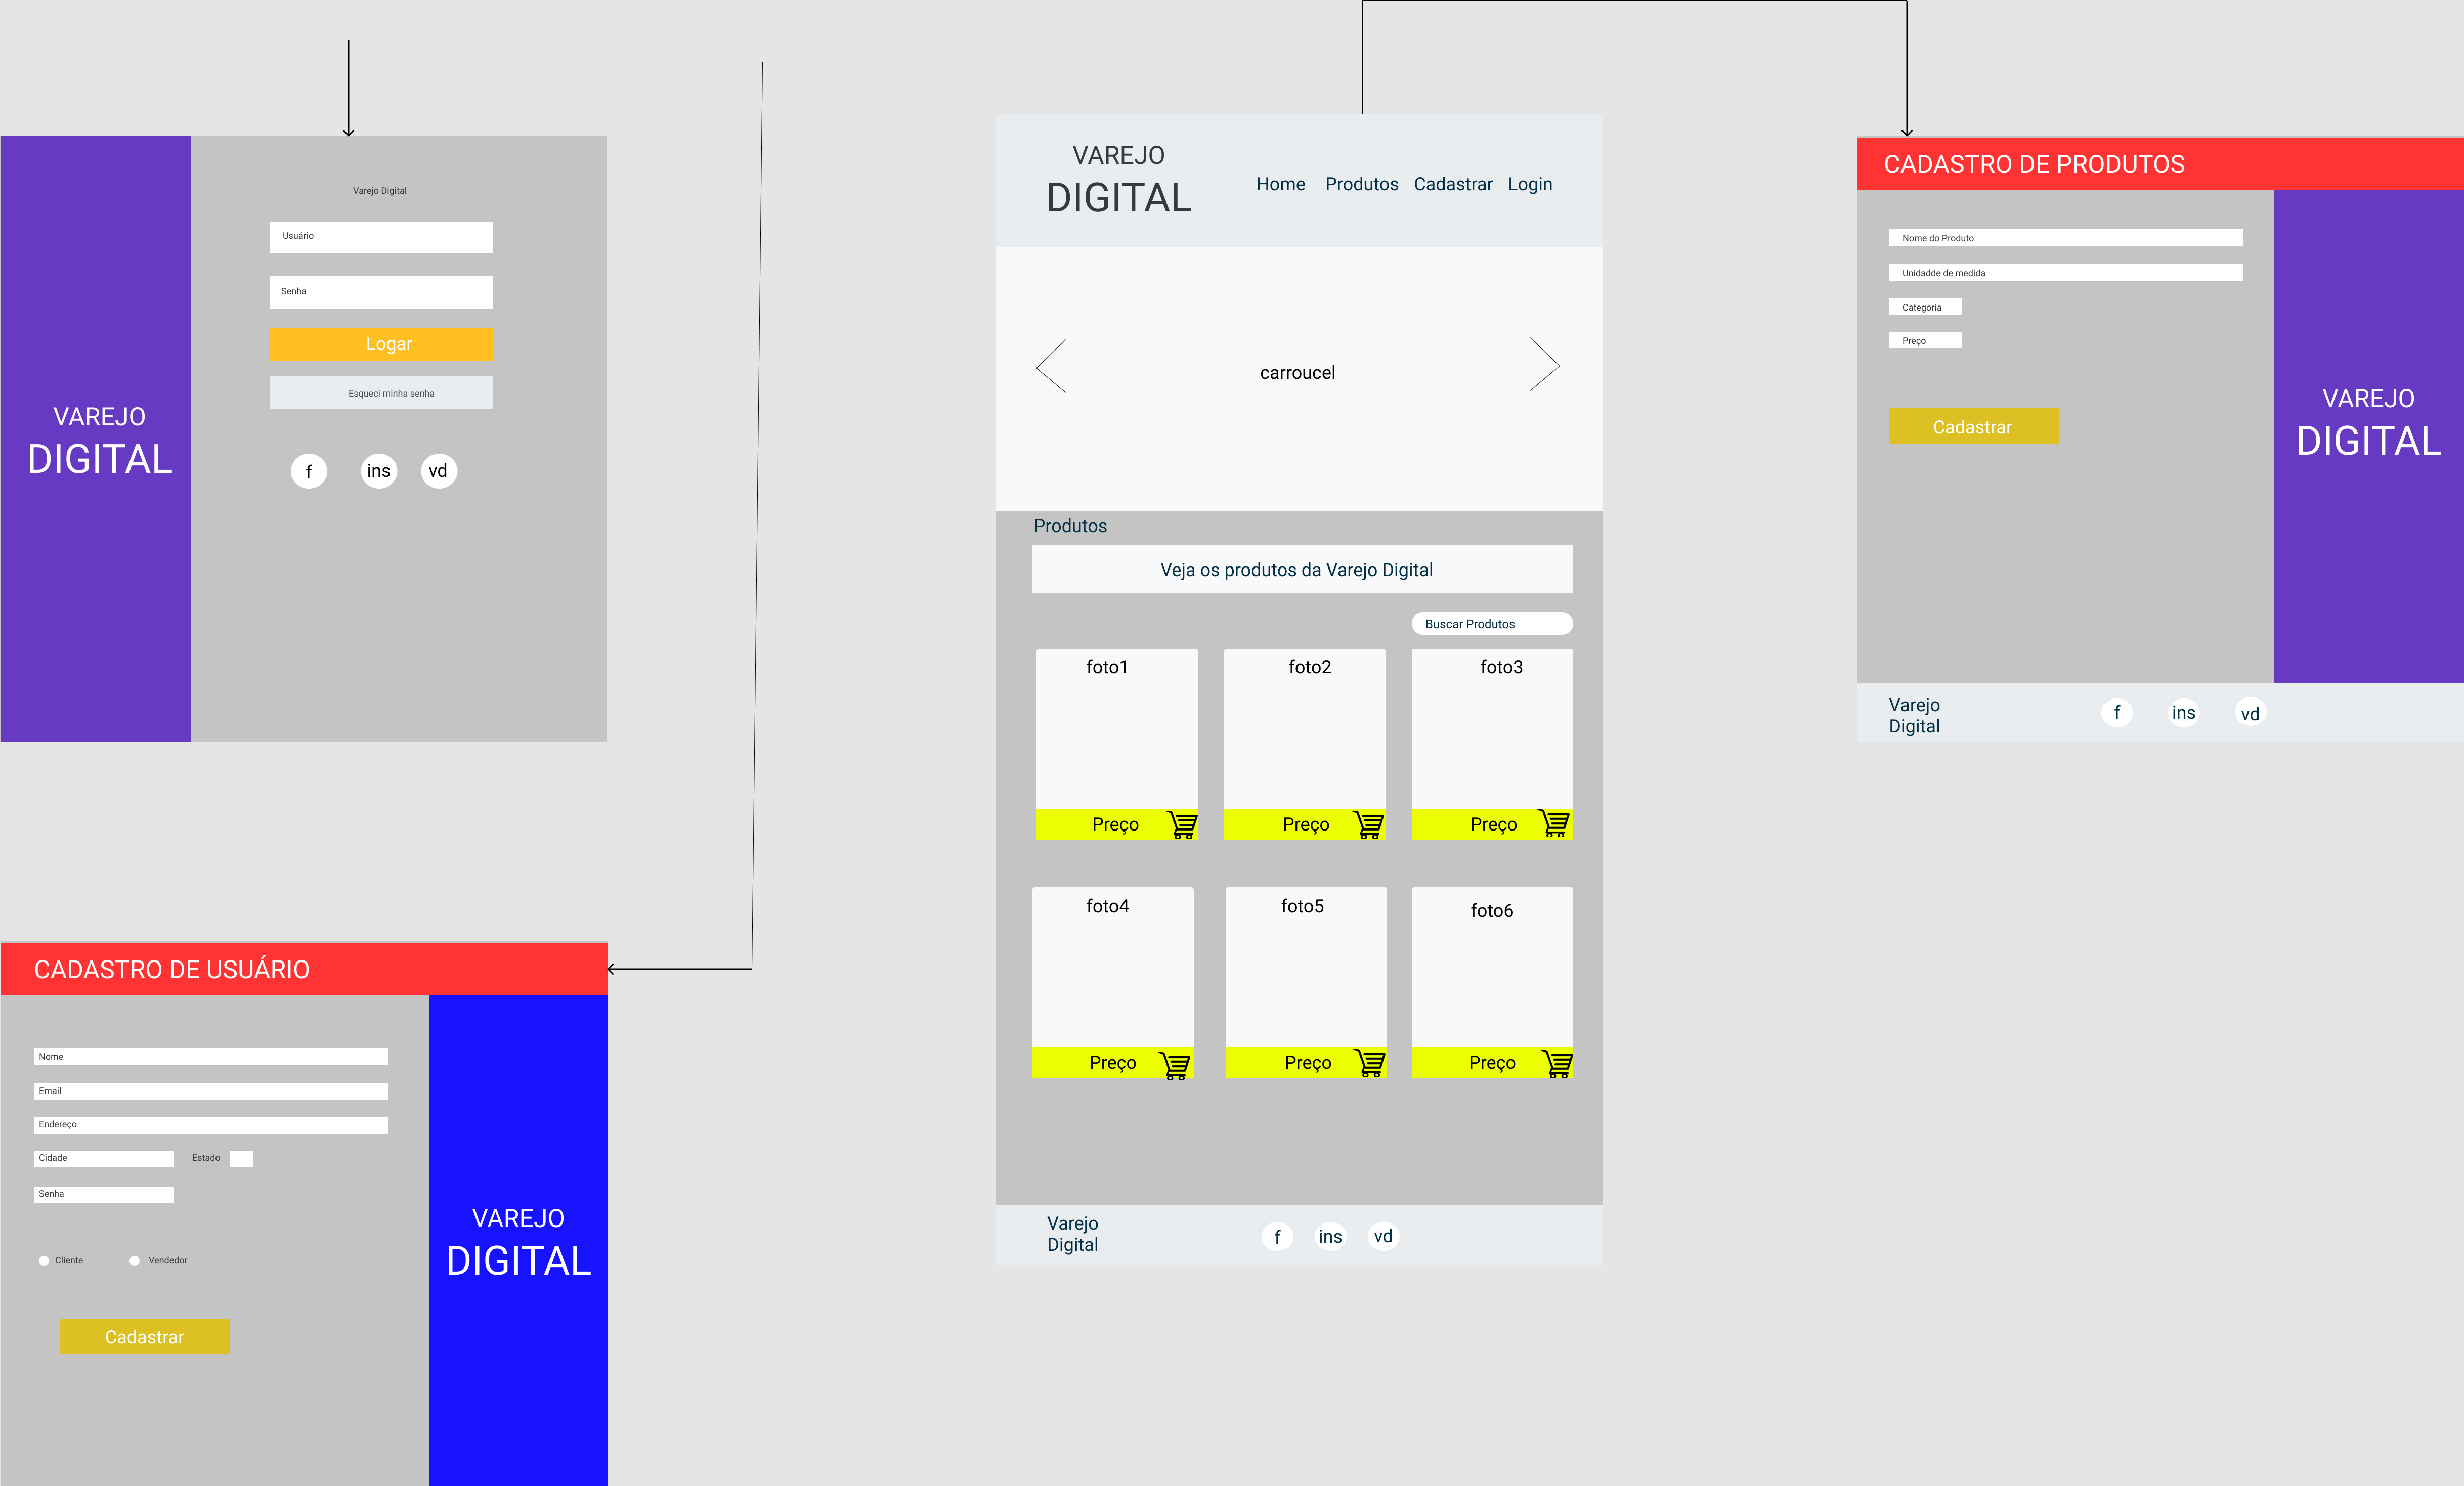 VAREJO
DIGITAL
Varejo Digital
Usuário
Senha
Logar
Esqueci minha senha
f ins vd
CADASTRO DE USUÁRIO
Nome
Email
Endereço
Cidade Estado
Senha
Cliente Vendedor
Cadastrar
VAREJO
DIGITAL
VAREJO
DIGITAL
Home Produtos Cadastrar Login
carroucel
Produtos
Veja os produtos da Varejo Digital
Buscar Produtos
foto1 foto2 foto3
Preço Preço Preço
foto4 foto5 foto6
Preço Preço Preço
Varejo
Digital
f ins vd
CADASTRO DE PRODUTOS
Nome do Produto
Unidadde de medida
Categoria
Preço
Cadastrar
VAREJO
DIGITAL
Varejo
Digital
f ins vd